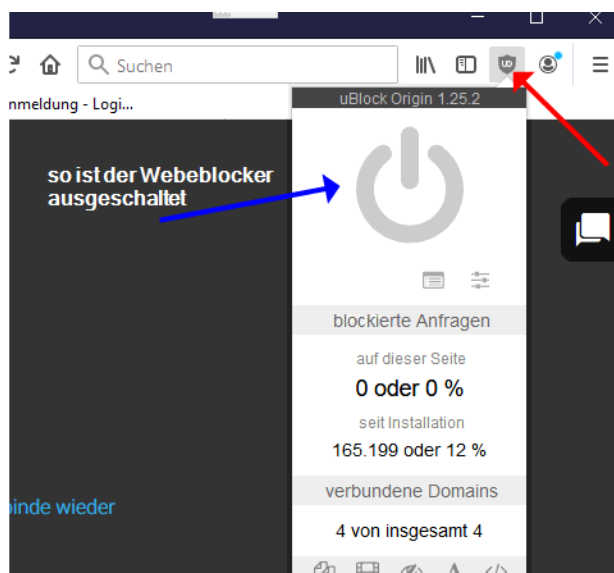 Suchen
nmeldung - Logi...
uBlock Origin 1.25.2
so ist der Webeblocker
ausgeschaltet
blockierte Anfragen
auf dieser Seite
0 oder 0 %
seit Installation
165.199 oder 12 %
verbundene Domains
4 von insgesamt 4
inde wieder